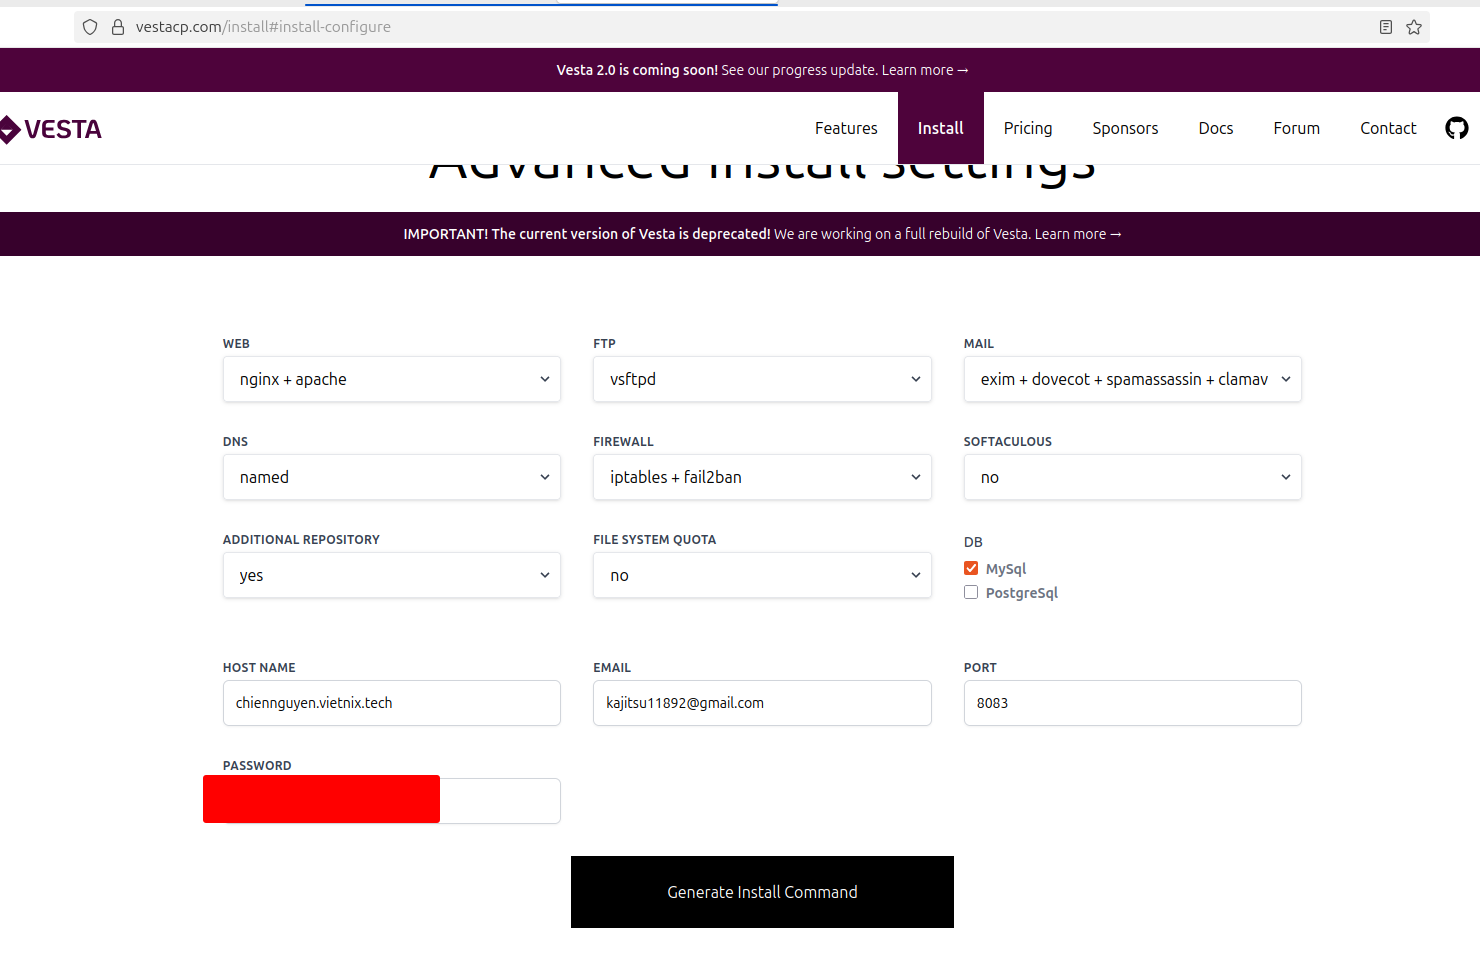 vestacp.com/install#install-configure
Vesta 2.0 is coming soon! See our progress update. Learn more →
VESTA
Features
Install
Pricing
Sponsors
Docs
Forum
Contact
Advanced install settings
IMPORTANT! The current version of Vesta is deprecated! We are working on a full rebuild of Vesta. Learn more →
WEB
FTP
MAIL
nginx + apache
vsftpd
exim + dovecot + spamassassin + clamav
DNS
FIREWALL
SOFTACULOUS
named
iptables + fail2ban
no
ADDITIONAL REPOSITORY
FILE SYSTEM QUOTA
DB
yes
no
MySql
PostgreSql
HOST NAME
EMAIL
PORT
chiennguyen.vietnix.tech
kajitsu11892@gmail.com
8083
PASSWORD
Generate Install Command